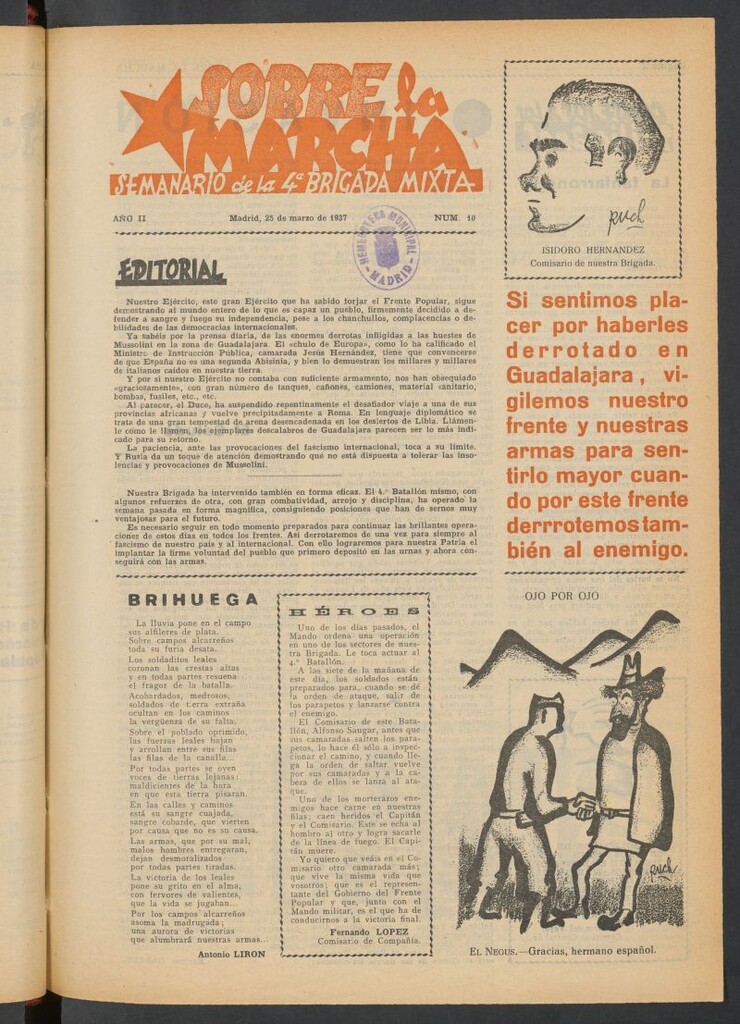 SOBRE la
MARCHA
SEMANARIO de la 4ª BRIGADA MIXTA
AÑO II
Madrid, 25 de marzo de 1937
NUM. 10
HEMEROTECA MUNICIPAL
MADRID
puch
ISIDORO HERNANDEZ
Comisario de nuestra Brigada.
EDITORIAL
Nuestro Ejército, este gran Ejército que ha sabido forjar el Frente Popular, sigue
demostrando al mundo entero de lo que es capaz un pueblo, firmemente decidido a de-
fender a sangre y fuego su independencia, pese a los chanchullos, complacencias o de-
bilidades de las democracias internacionales.
Ya sabéis por la prensa diaria, de las enormes derrotas infligidas a las huestes de
Mussolini en la zona de Guadalajara. El «chulo de Europa», como lo ha calificado el
Ministro de Instrucción Pública, camarada Jesús Hernández, tiene que convencerse
de que España no es una segunda Abisinia, y bien lo demuestran los millares y millares
de italianos caídos en nuestra tierra.
Y por si nuestro Ejército no contaba con suficiente armamento, nos han obsequiado
«graciosamente», con gran número de tanques, cañones, camiones, material sanitario,
bombas, fusiles, etc., etc.
Al parecer, el Duce, ha suspendido repentinamente el desafiador viaje a una de sus
provincias africanas y vuelve precipitadamente a Roma. En lenguaje diplomático se
trata de una gran tempestad de arena desencadenada en los desiertos de Libia. Llámen-
le como le llamen, los ejemplares descalabros de Guadalajara parecen ser lo más indi-
cado para su retorno.
La paciencia, ante las provocaciones del fascismo internacional, toca a su límite.
Y Rusia da un toque de atención demostrando que no está dispuesta a tolerar las inso-
lencias y provocaciones de Mussolini.
Nuestra Brigada ha intervenido también en forma eficaz. El 4.º Batallón mismo, con
algunos refuerzos de otra, con gran combatividad, arrojo y disciplina, ha operado la
semana pasada en forma magnífica, consiguiendo posiciones que han de sernos muy
ventajosas para el futuro.
Es necesario seguir en todo momento preparados para continuar las brillantes opera-
ciones de estos días en todos los frentes. Así derrotaremos de una vez para siempre al
fascismo de nuestro país y al internacional. Con ello lograremos para nuestra Patria el
implantar la firme voluntad del pueblo que primero depositó en las urnas y ahora con-
seguirá con las armas.
Si sentimos pla-
cer por haberles
derrotado en
Guadalajara, vi-
gilemos nuestro
frente y nuestras
armas para sen-
tirlo mayor cuan-
do por este frente
derrrotemos tam-
bién al enemigo.
BRIHUEGA
La lluvia pone en el campo
sus alfileres de plata.
Sobre campos alcarreños
toda su furia desata.
Los soldaditos leales
coronan las crestas altas
y en todas partes resuena
el fragor de la batalla.
Acobardados, medrosos,
soldados de tierra extraña
ocultan en los caminos
la vergüenza de su falta.
Sobre el poblado oprimido,
las fuerzas leales bajan
y arrollan entre sus filas
las filas de la canalla...
Por todas partes se oyen
voces de tierras lejanas:
maldicientes de la hora
en que esta tierra pisaran.
En las calles y caminos
está su sangre cuajada,
sangre cobarde, que vierten
por causa que no es su causa.
Las armas, que por su mal,
malos hombres entregaran,
dejan desmoralizados
por todas partes tiradas.
La victoria de los leales
pone su grito en el alma,
con fervores de valientes,
que la vida se jugaban...
Por los campos alcarreños
asoma la madrugada;
una aurora de victorias
que alumbrará nuestras armas...
Antonio LIRON
HÉROES
Uno de los días pasados, el
Mando ordena una operación
en uno de los sectores de nues-
tra Brigada. Le toca actuar al
4.º Batallón.
A las siete de la mañana de
este día, los soldados están
preparados para, cuando se dé
la orden de ataque, salir de
los parapetos y lanzarse contra
el enemigo.
El Comisario de este Bata-
llón, Alfonso Saugar, antes que
sus camaradas salten los para-
petos, lo hace él sólo a inspec-
cionar el camino, y cuando lle-
ga la orden de saltar vuelve
por sus camaradas y a la ca-
beza de ellos se lanza al ata-
que.
Uno de los morterazos ene-
migos hace carne en nuestras
filas; caen heridos el Capitán
y el Comisario. Este se echa al
hombro al otro y logra sacarle
de la línea de fuego. El Capi-
tán muere.
Yo quiero que veáis en el Co-
misario otro camarada más;
que vive la misma vida que
vosotros; que es el represen-
tante del Gobierno del Frente
Popular y que, junto con el
Mando militar, es el que ha de
conducirnos a la victoria final.
Fernando LOPEZ
Comisario de Compañía.
OJO POR OJO
puch
EL NEGUS.—Gracias, hermano español.